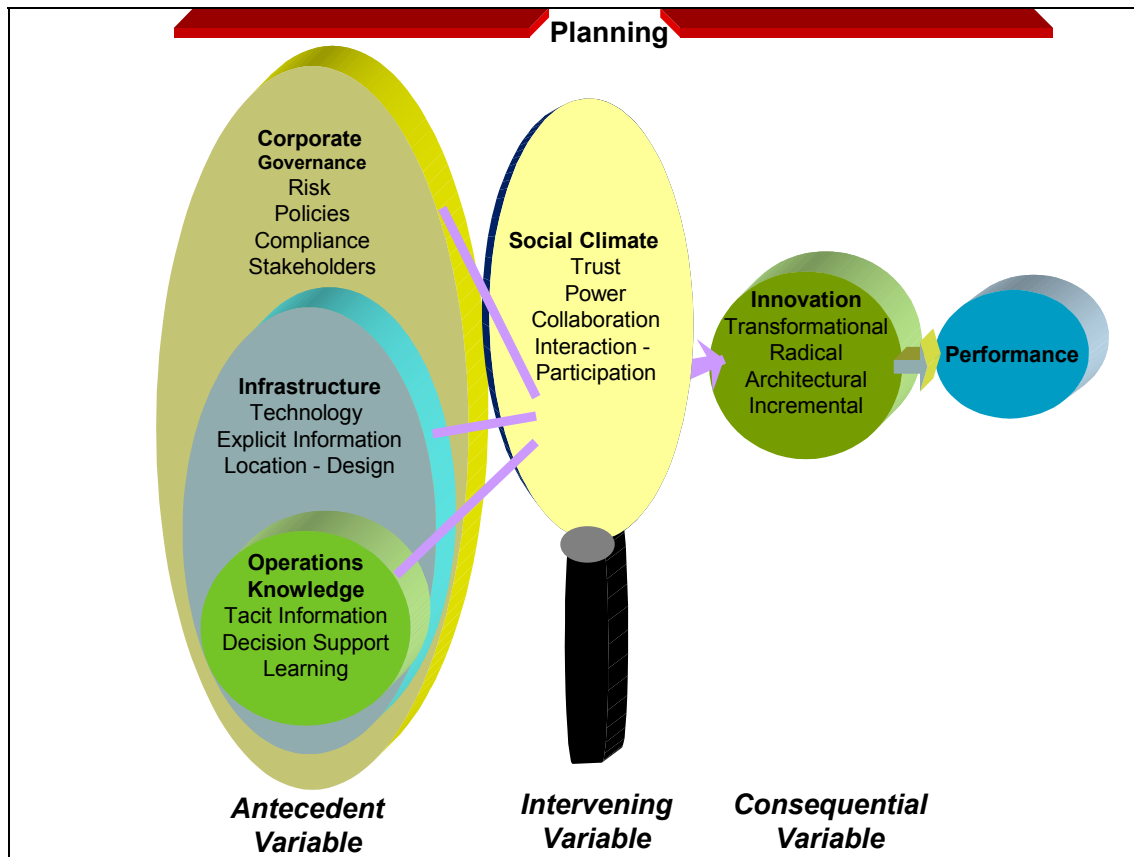 Planning
Corporate
Governance
Risk
Policies
Compliance
Stakeholders
Infrastructure
Technology
Explicit Information
Location - Design
Operations
Knowledge
Tacit Information
Decision Support
Learning
Social Climate
Trust
Power
Collaboration
Interaction -
Participation
Innovation
Transformational
Radical
Architectural
Incremental
Performance
Antecedent
Variable
Intervening
Variable
Consequential
Variable